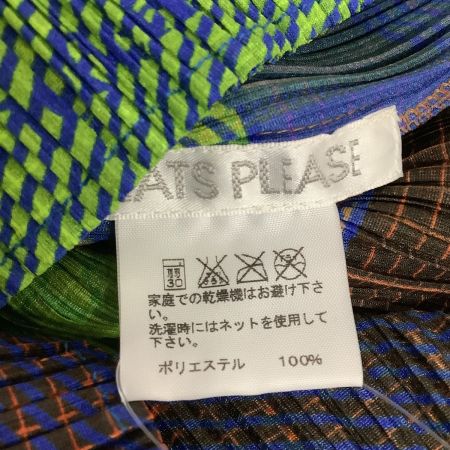 EATS PLEASE
家庭での乾燥機はお避け下さ
い。
洗濯時にはネットを使用して
下さい。
ポリエステル 100%